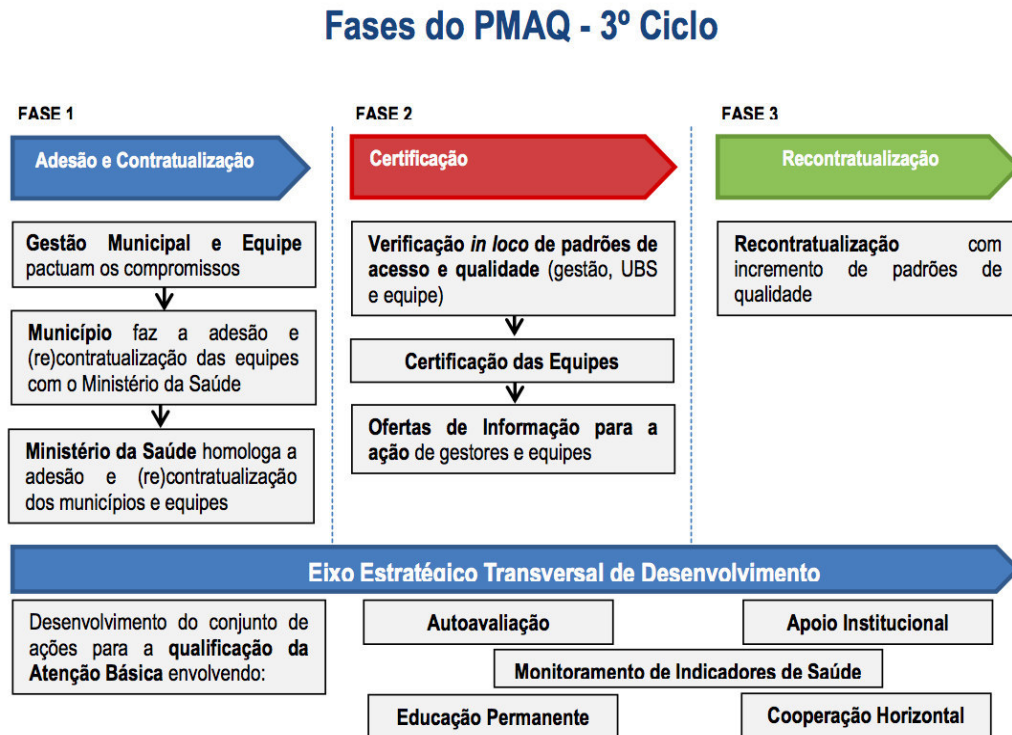 Fases do PMAQ - 3º Ciclo
FASE 1
Adesão e Contratualização
Gestão Municipal e Equipe
pactuam os compromissos
Município faz a adesão e
(re)contratualização das equipes
com o Ministério da Saúde
Ministério da Saúde homologa a
adesão e (re)contratualização
dos municípios e equipes
FASE 2
Certificação
Verificação in loco de padrões de
acesso e qualidade (gestão, UBS
e equipe)
Certificação das Equipes
Ofertas de Informação para a
ação de gestores e equipes
FASE 3
Recontratualização
Recontratualização com
incremento de padrões de
qualidade
Eixo Estratégico Transversal de Desenvolvimento
Desenvolvimento do conjunto de
ações para a qualificação da
Atenção Básica envolvendo:
Autoavaliação
Apoio Institucional
Monitoramento de Indicadores de Saúde
Educação Permanente
Cooperação Horizontal